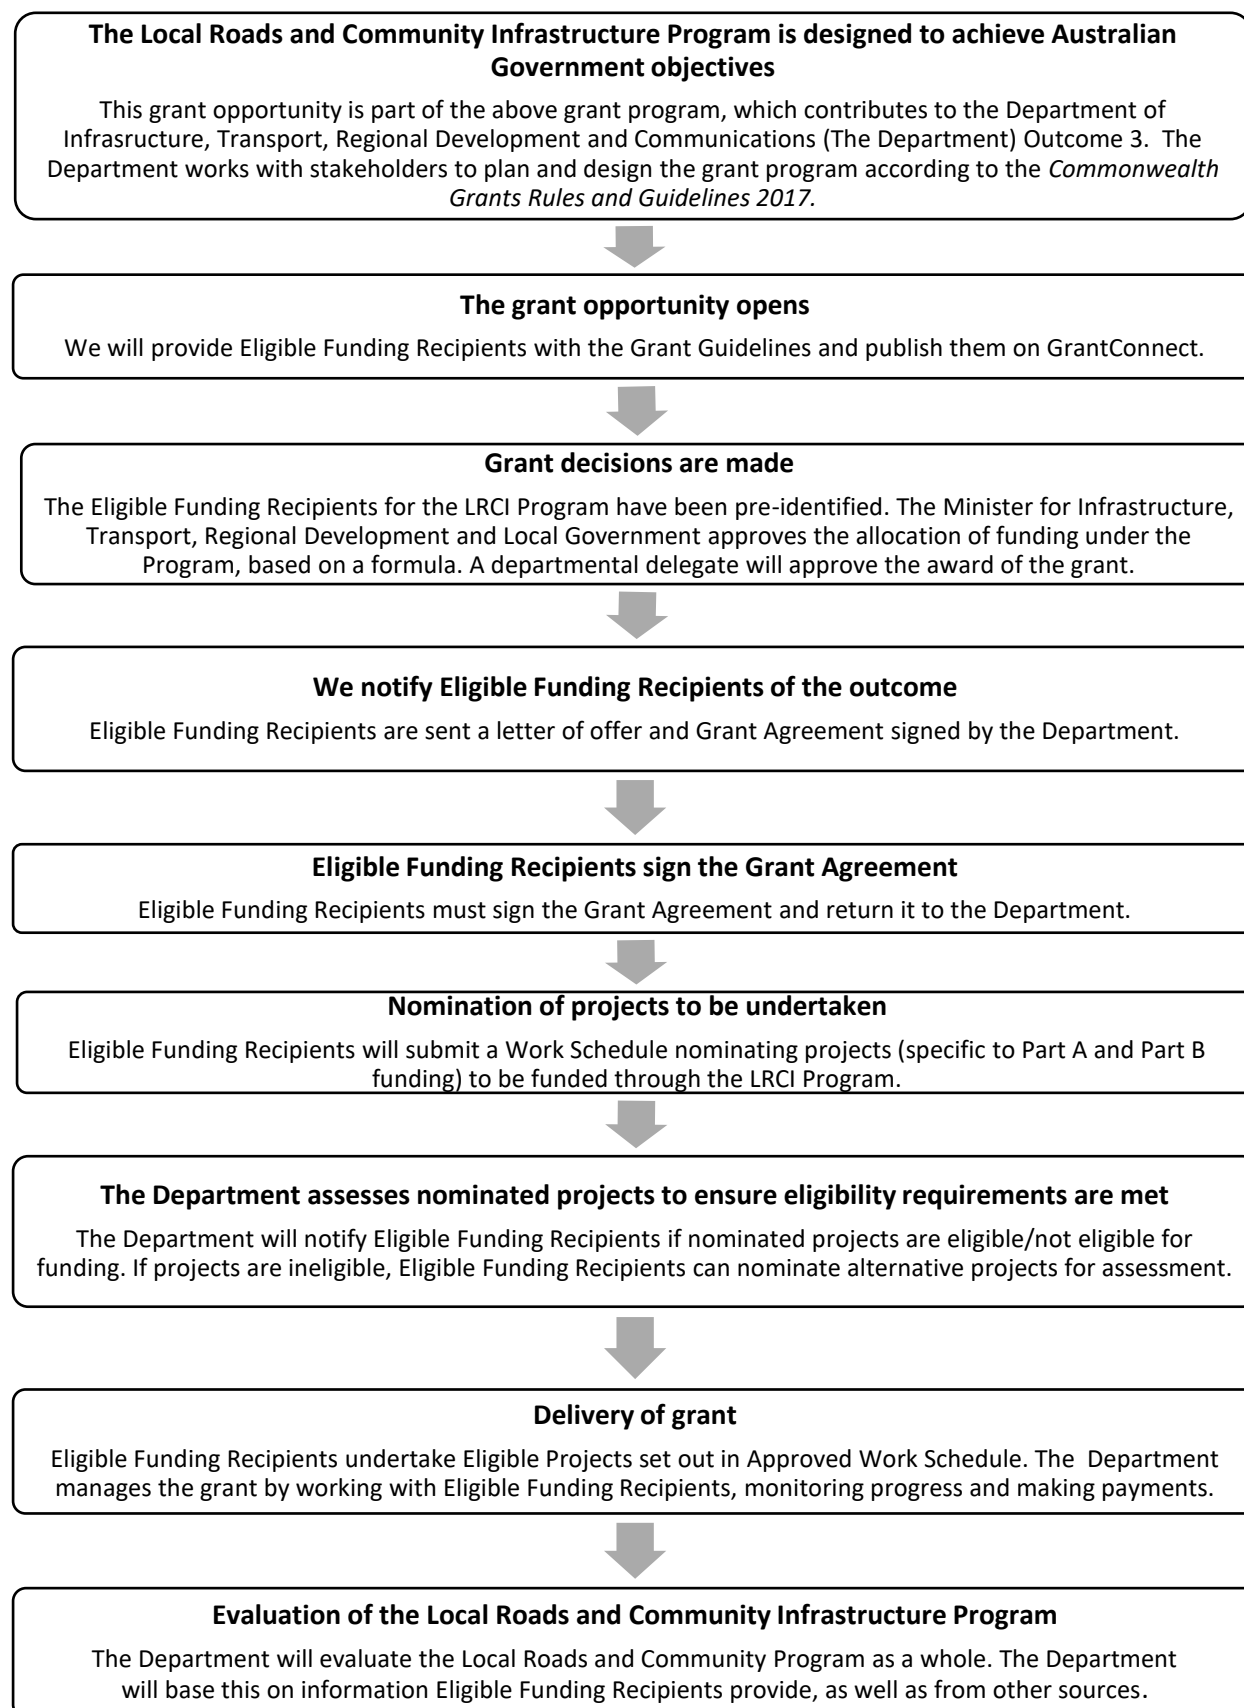 The Local Roads and Community Infrastructure Program is designed to achieve Australian
Government objectives
This grant opportunity is part of the above grant program, which contributes to the Department of
Infrasructure, Transport, Regional Development and Communications (The Department) Outcome 3. The
Department works with stakeholders to plan and design the grant program according to the Commonwealth
Grants Rules and Guidelines 2017.
The grant opportunity opens
We will provide Eligible Funding Recipients with the Grant Guidelines and publish them on GrantConnect.
Grant decisions are made
The Eligible Funding Recipients for the LRCI Program have been pre-identified. The Minister for Infrastructure,
Transport, Regional Development and Local Government approves the allocation of funding under the
Program, based on a formula. A departmental delegate will approve the award of the grant.
We notify Eligible Funding Recipients of the outcome
Eligible Funding Recipients are sent a letter of offer and Grant Agreement signed by the Department.
Eligible Funding Recipients sign the Grant Agreement
Eligible Funding Recipients must sign the Grant Agreement and return it to the Department.
Nomination of projects to be undertaken
Eligible Funding Recipients will submit a Work Schedule nominating projects (specific to Part A and Part B
funding) to be funded through the LRCI Program.
The Department assesses nominated projects to ensure eligibility requirements are met
The Department will notify Eligible Funding Recipients if nominated projects are eligible/not eligible for
funding. If projects are ineligible, Eligible Funding Recipients can nominate alternative projects for assessment.
Delivery of grant
Eligible Funding Recipients undertake Eligible Projects set out in Approved Work Schedule. The Department
manages the grant by working with Eligible Funding Recipients, monitoring progress and making payments.
Evaluation of the Local Roads and Community Infrastructure Program
The Department will evaluate the Local Roads and Community Program as a whole. The Department
will base this on information Eligible Funding Recipients provide, as well as from other sources.